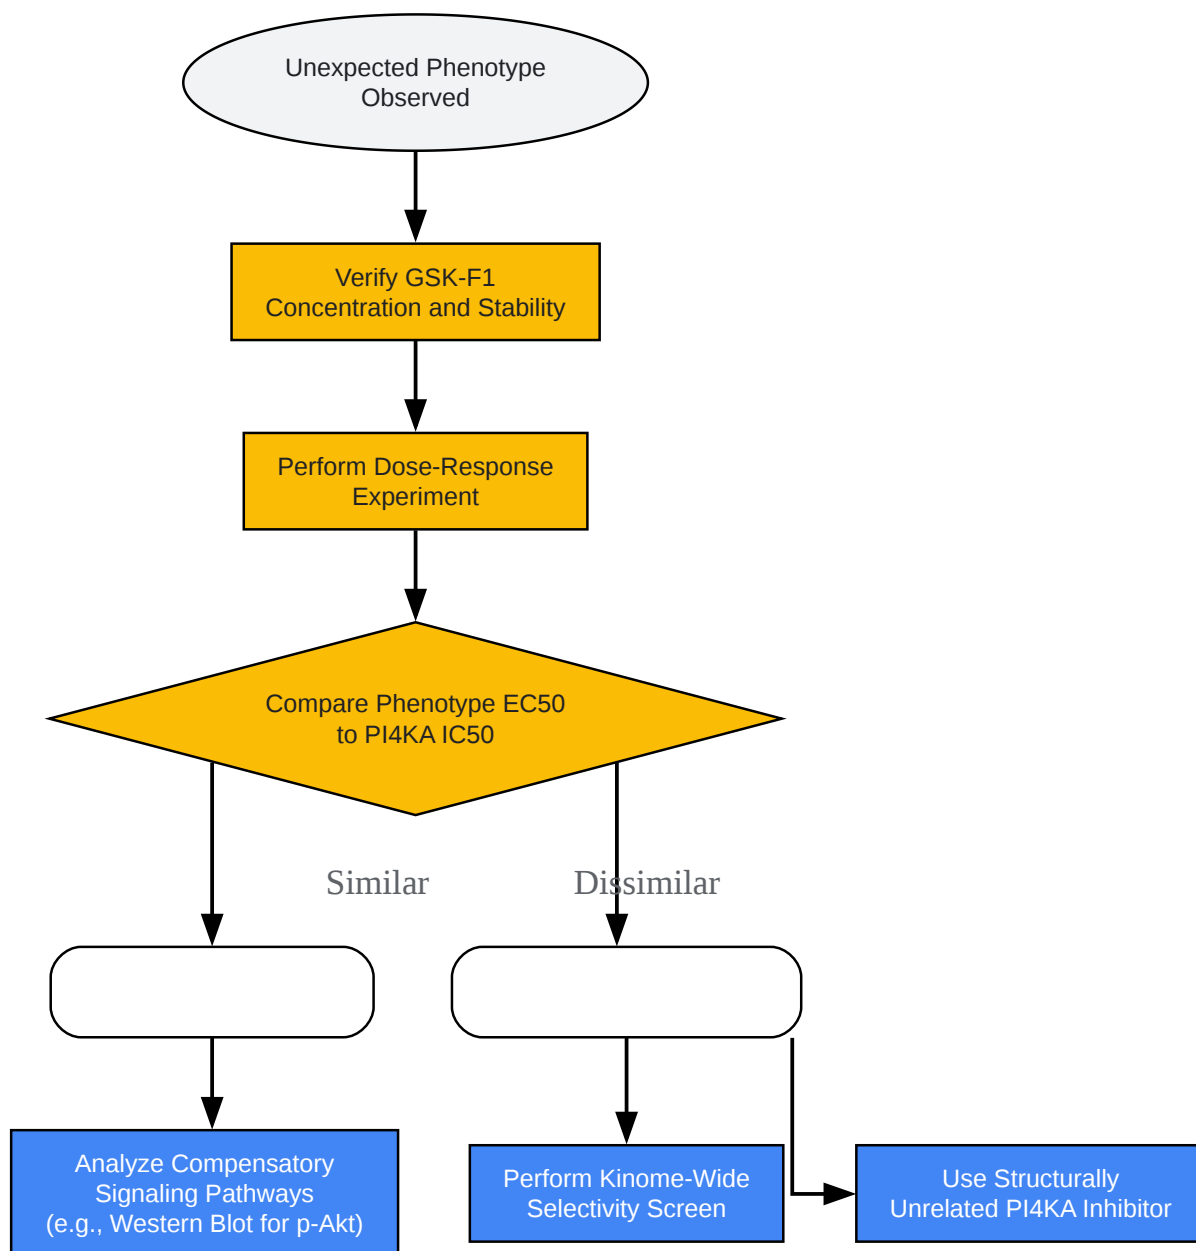 Unexpected Phenotype
Observed
Verify GSK-F1
Concentration and Stability
Perform Dose-Response
Experiment
Compare Phenotype EC50
to PI4KA IC50
Similar
Dissimilar
Analyze Compensatory
Signaling Pathways
(e.g., Western Blot for p-Akt)
Perform Kinome-Wide
Selectivity Screen
Use Structurally
Unrelated PI4KA Inhibitor